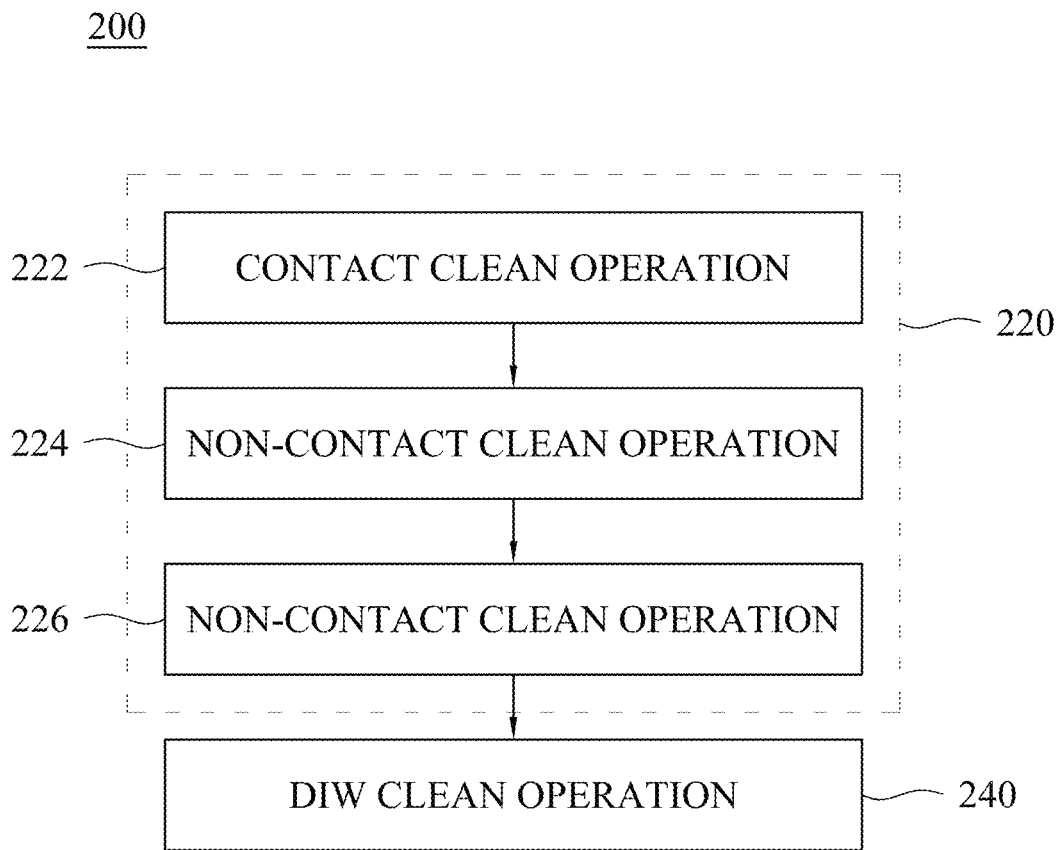 200
222 CONTACT CLEAN OPERATION
220
224 NON-CONTACT CLEAN OPERATION
226 NON-CONTACT CLEAN OPERATION
DIW CLEAN OPERATION 240